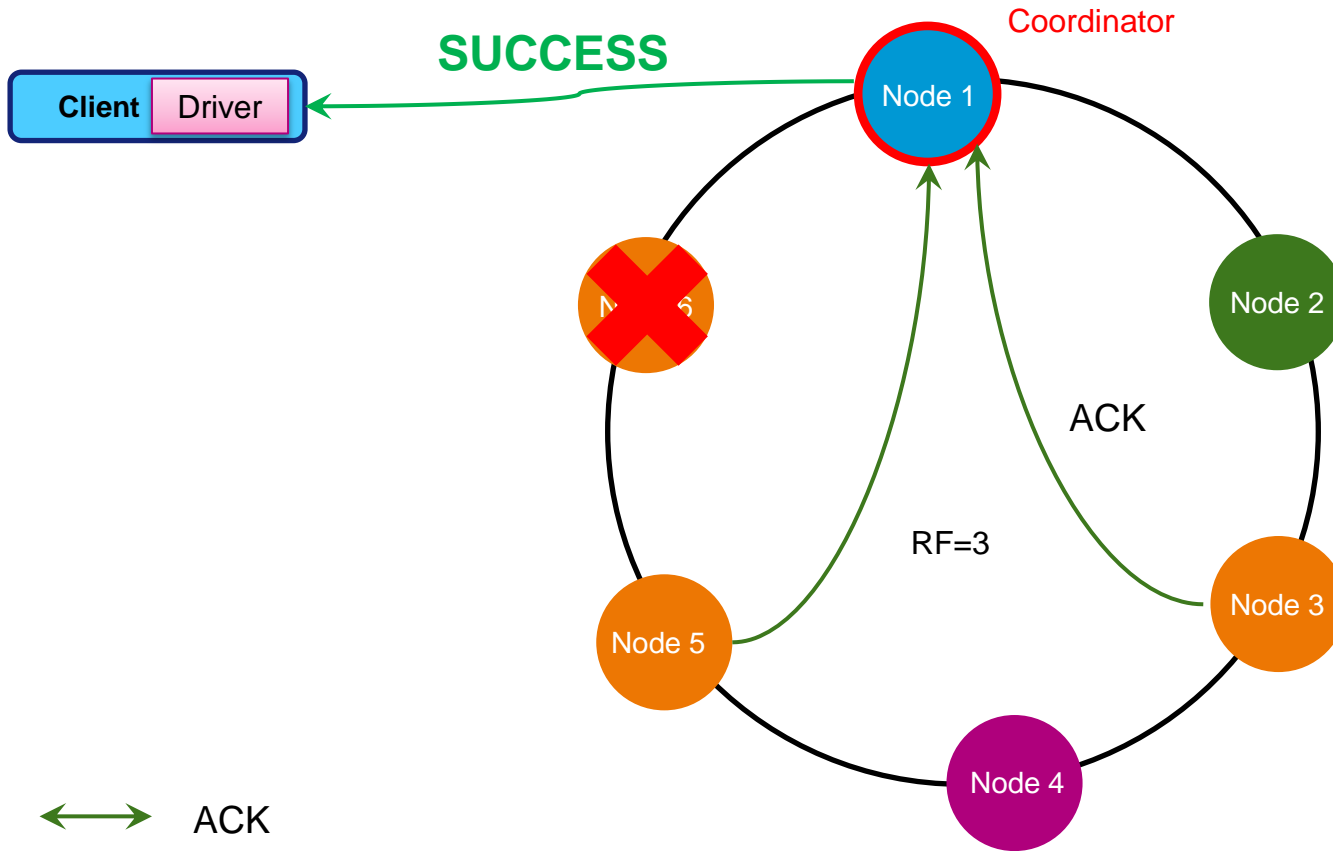 Coordinator
SUCCESS
Client
Driver
Node 1
Node 2
ACK
RF=3
Node 3
Node 5
Node 4
ACK